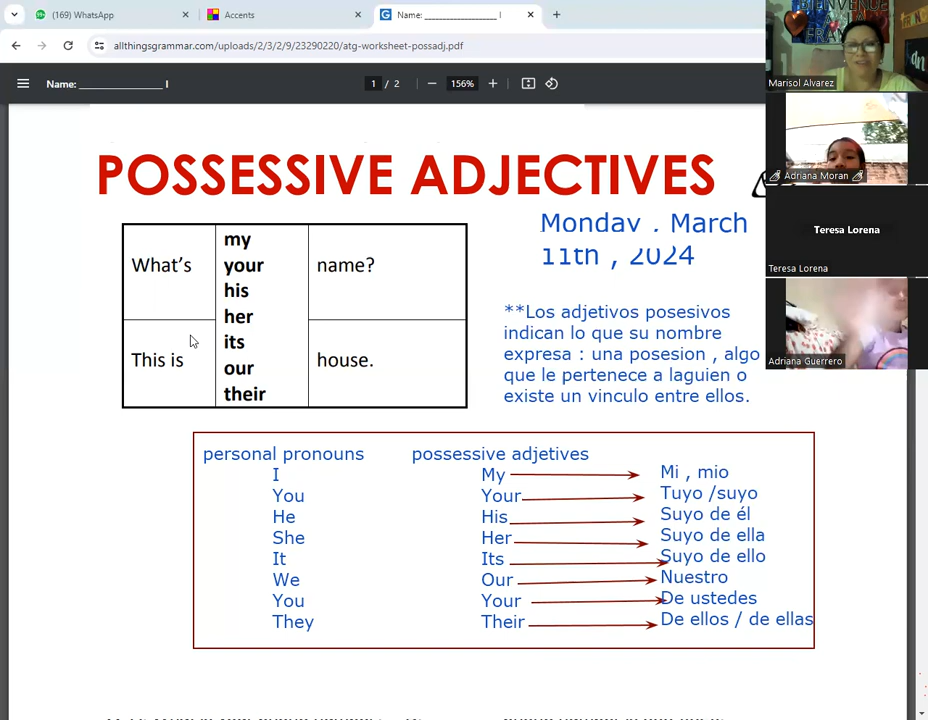 (169) WhatsApp
Accents
Name: ____________________ I
allthingsgrammar.com/uploads/2/3/2/9/23290220/atg-worksheet-possadj.pdf
Name: ________________ I
1 / 2
156%
POSSESSIVE ADJECTIVES
Monday , March
11th , 2024
What's
my
your
his
her
its
our
their
name?
This is
house.
**Los adjetivos posesivos
indican lo que su nombre
expresa : una posesion , algo
que le pertenece a laguien o
existe un vinculo entre ellos.
personal pronouns possessive adjetives
I My Mi , mio
You Your Tuyo /suyo
He His Suyo de él
She Her Suyo de ella
It Its Suyo de ello
We Our Nuestro
You Your De ustedes
They Their De ellos / de ellas
Marisol Alvarez
Adriana Moran
Teresa Lorena
Teresa Lorena
Adriana Guerrero